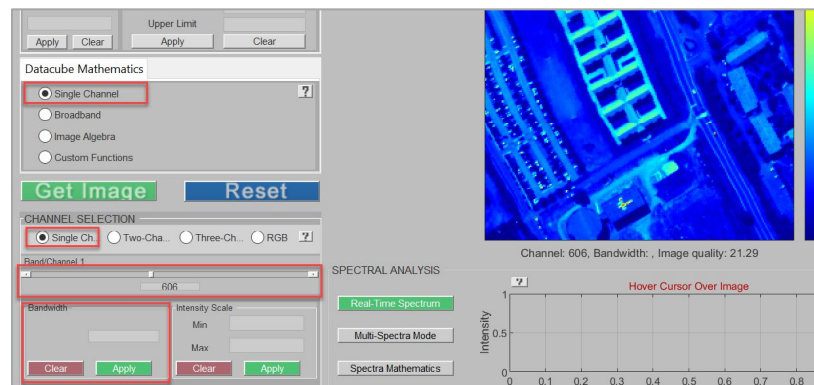 Upper Limit
Apply Clear Apply Clear
Datacube Mathematics
Single Channel ?
Broadband
Image Algebra
Custom Functions
Get Image Reset
CHANNEL SELECTION
Single Ch... Two-Cha... Three-Ch... RGB ?
Band/Channel 1
606
Bandwidth Intensity Scale
Min
Max
Clear Apply Clear Apply
SPECTRAL ANALYSIS
Real-Time Spectrum
Multi-Spectra Mode
Spectra Mathematics
Channel: 606, Bandwidth: , Image quality: 21.29
? Hover Cursor Over Image
Intensity
1
0.5
0
0 0.1 0.2 0.3 0.4 0.5 0.6 0.7 0.8